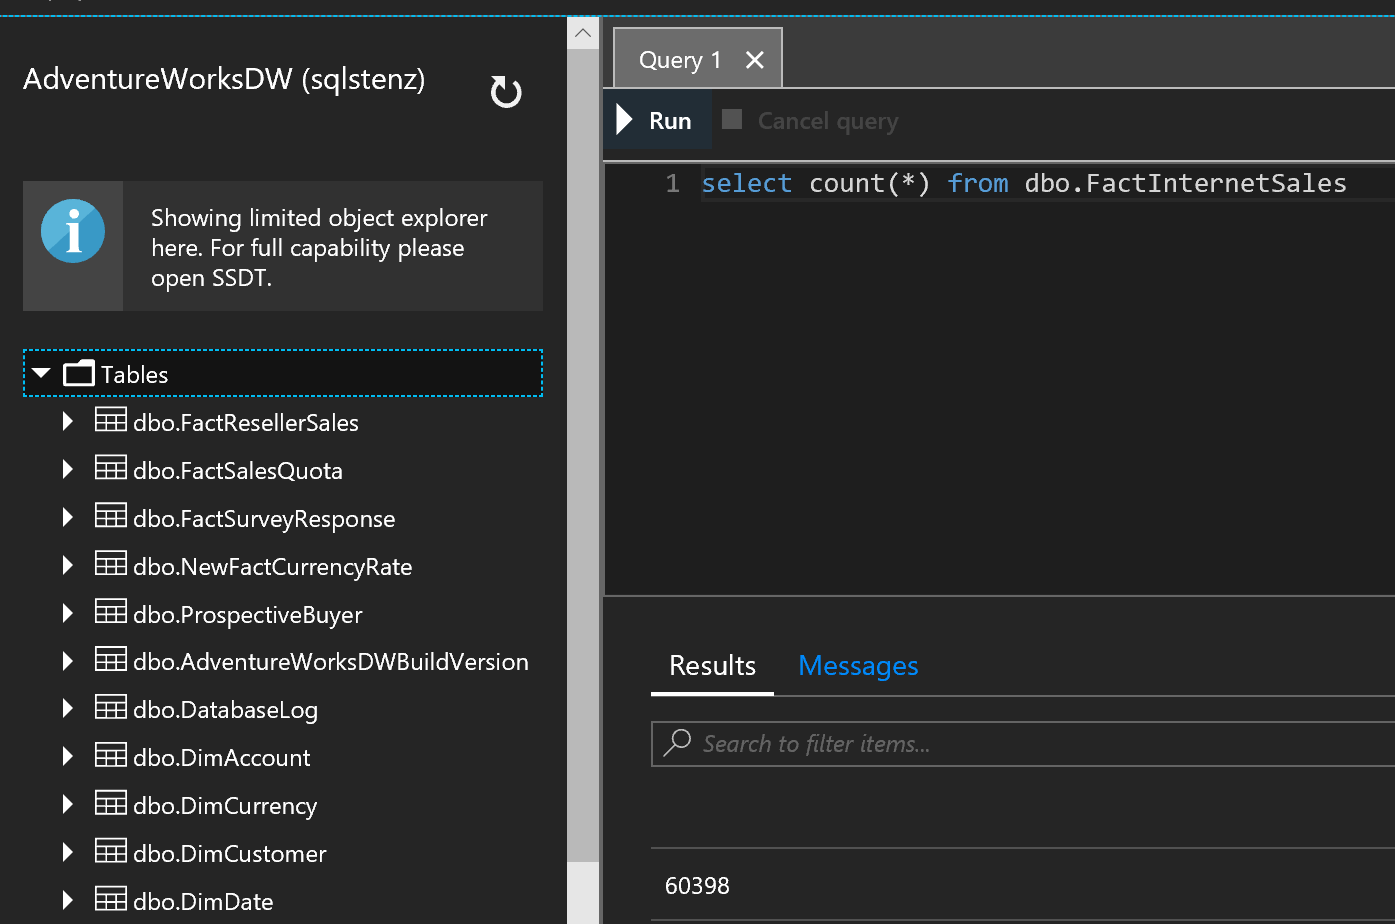 AdventureWorksDW (sqlstenz)
Showing limited object explorer
here. For full capability please
open SSDT.
Tables
dbo.FactResellerSales
dbo.FactSalesQuota
dbo.FactSurveyResponse
dbo.NewFactCurrencyRate
dbo.ProspectiveBuyer
dbo.AdventureWorksDWBuildVersion
dbo.DatabaseLog
dbo.DimAccount
dbo.DimCurrency
dbo.DimCustomer
dbo.DimDate
Query 1
Run Cancel query
1 select count(*) from dbo.FactInternetSales
Results Messages
Search to filter items...
60398